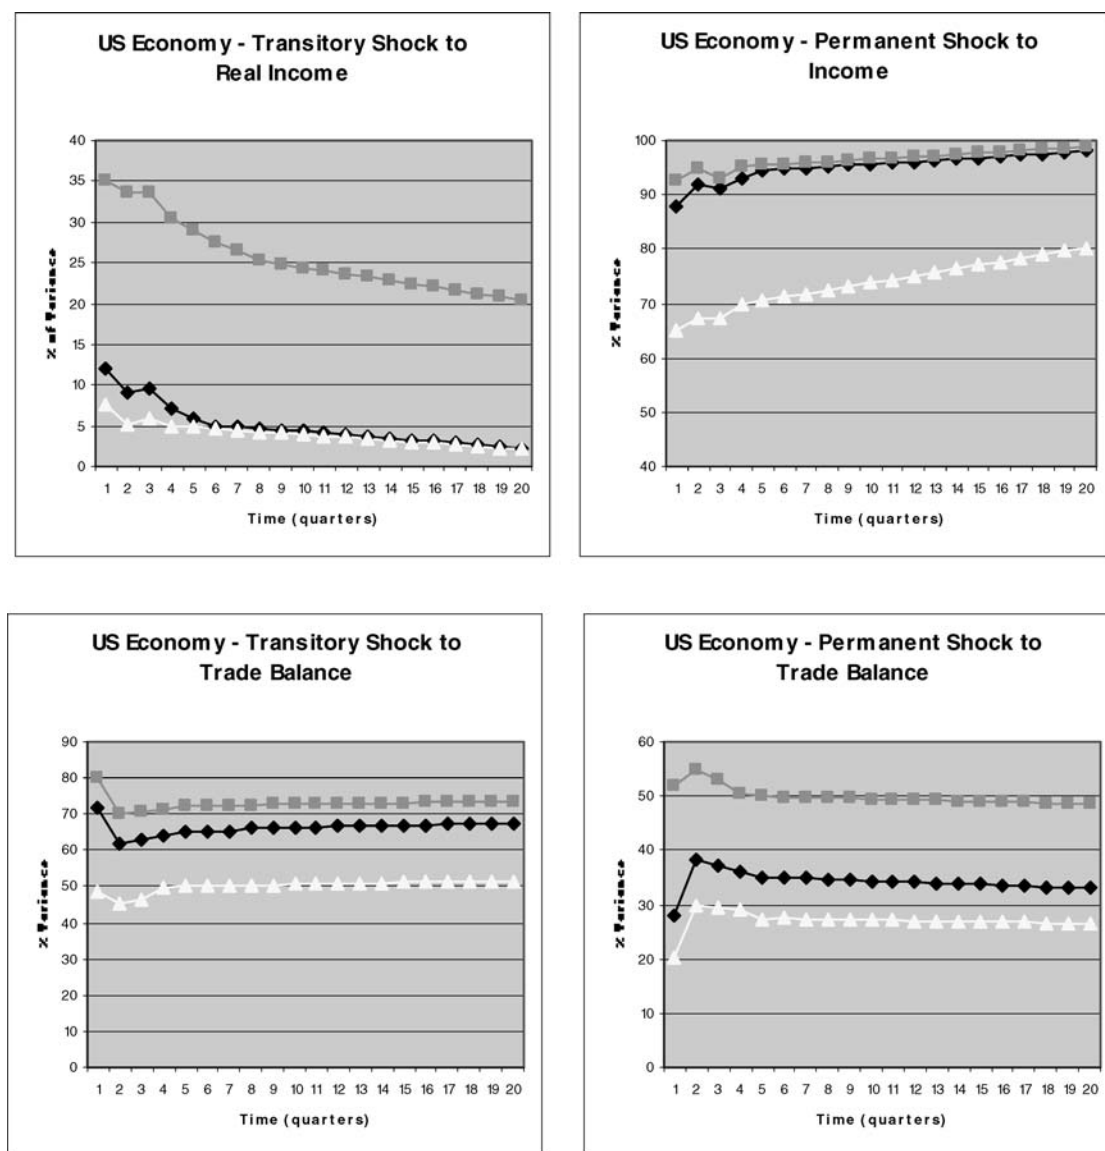 US Economy - Transitory Shock to
Real Income
40
35
30
25
20
15
10
5
0
% of Variance
1 2 3 4 5 6 7 8 9 10 11 12 13 14 15 16 17 18 19 20
Time (quarters)
US Economy - Permanent Shock to
Income
100
90
80
70
60
50
40
% Variance
1 2 3 4 5 6 7 8 9 10 11 12 13 14 15 16 17 18 19 20
Time (quarters)
US Economy - Transitory Shock to
Trade Balance
90
80
70
60
50
40
30
20
10
0
% Variance
1 2 3 4 5 6 7 8 9 10 11 12 13 14 15 16 17 18 19 20
Time (quarters)
US Economy - Permanent Shock to
Trade Balance
60
50
40
30
20
10
0
% Variance
1 2 3 4 5 6 7 8 9 10 11 12 13 14 15 16 17 18 19 20
Time (quarters)